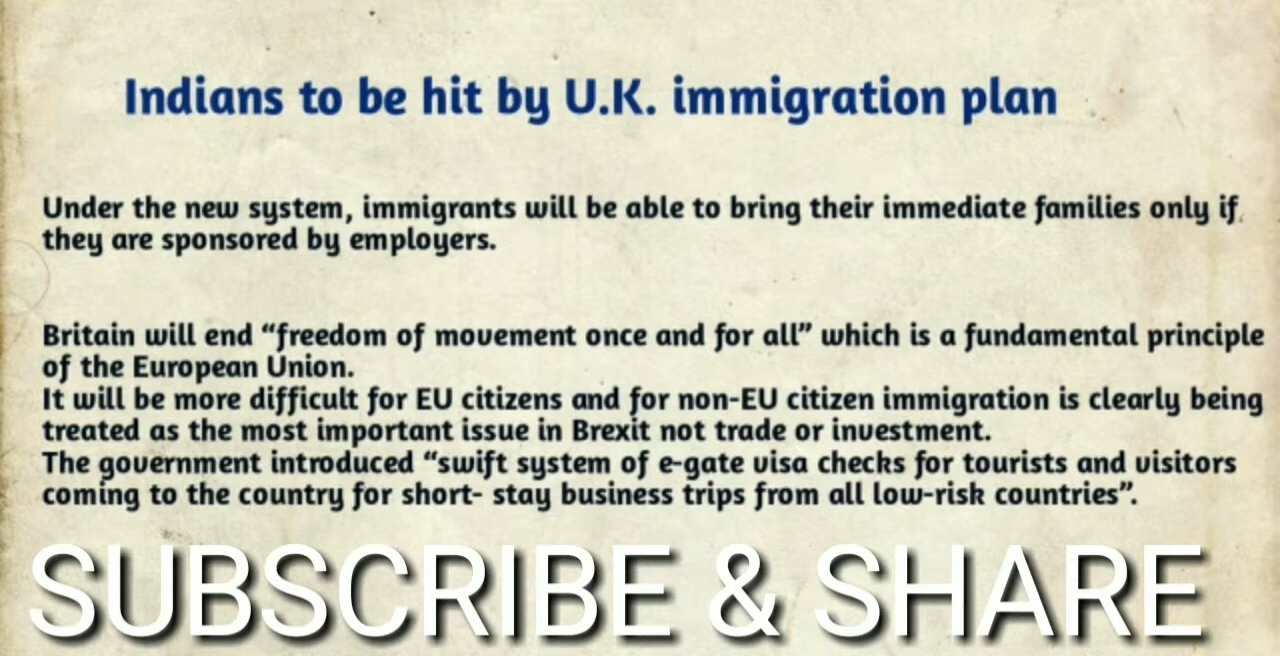 Indians to be hit by U.K. immigration plan
Under the new system, immigrants will be able to bring their immediate families only if
they are sponsored by employers.
Britain will end “freedom of movement once and for all” which is a fundamental principle
of the European Union.
It will be more difficult for EU citizens and for non-EU citizen immigration is clearly being
treated as the most important issue in Brexit not trade or investment.
The government introduced “swift system of e-gate visa checks for tourists and visitors
coming to the country for short- stay business trips from all low-risk countries”.
SUBSCRIBE & SHARE